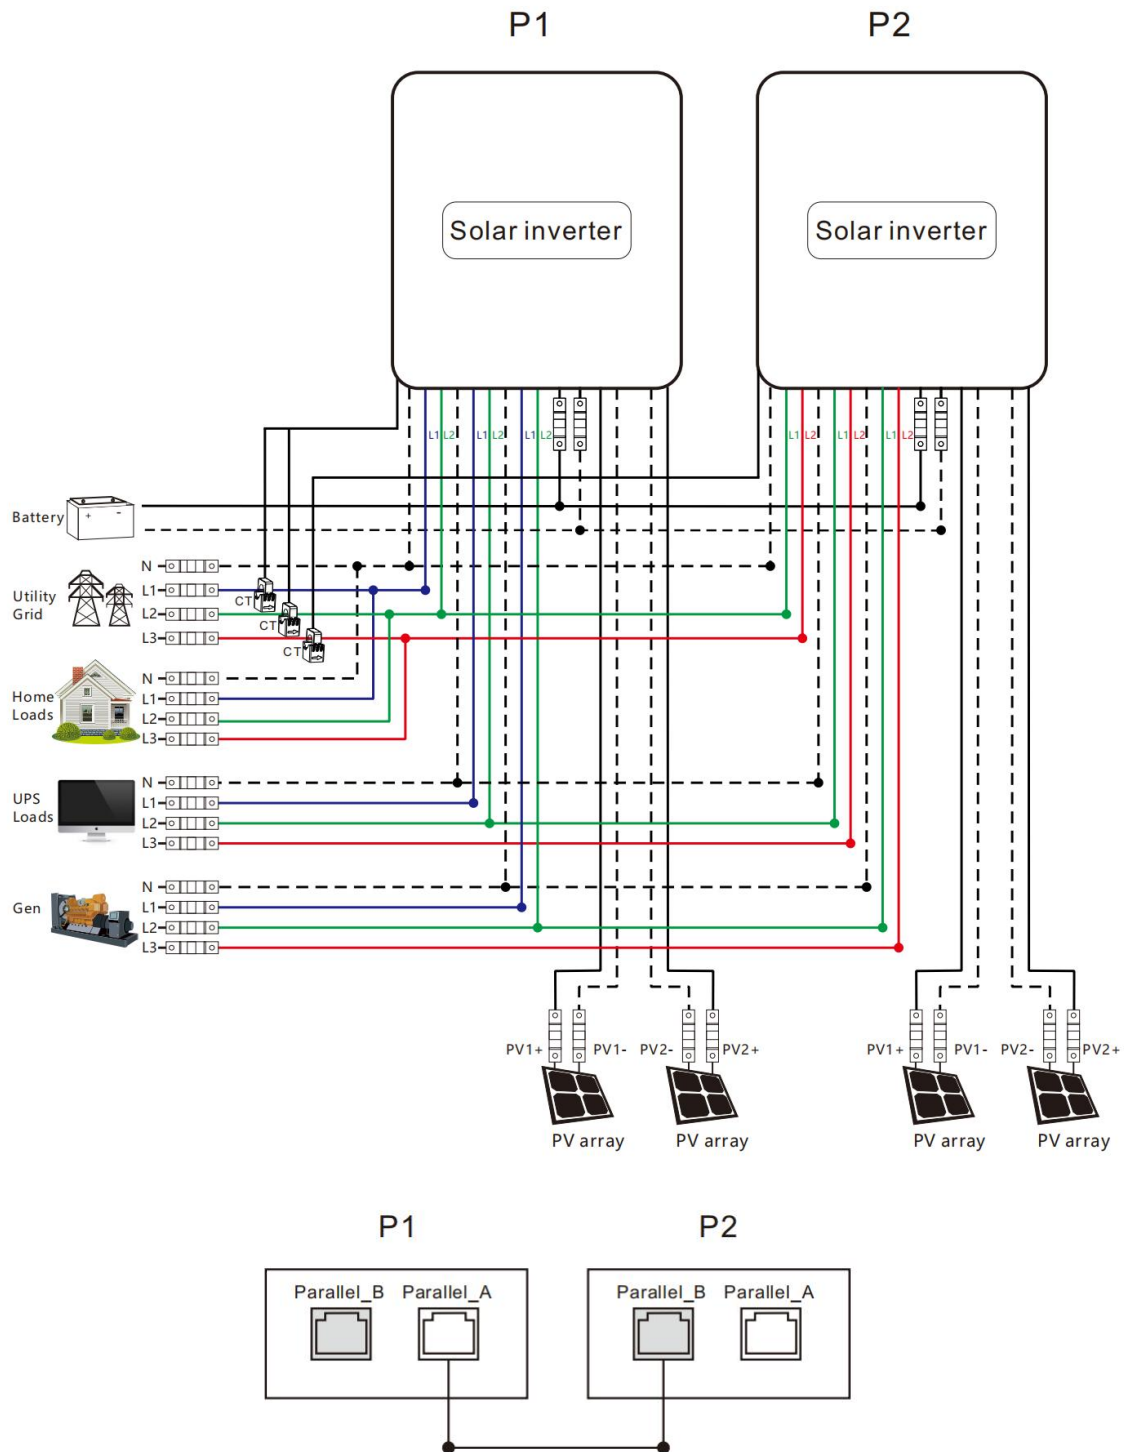 P1 P2
Solar inverter Solar inverter
L1 L2 L1 L2 L1 L2 L1 L2 L1 L2 L1 L2
Battery + -
N
L1
CT
Utility
Grid
L2
CT
L3
CT
N
Home
Loads
L1
L2
L3
N
UPS
Loads
L1
L2
L3
N
Gen
L1
L2
L3
PV1+ PV1- PV2- PV2+ PV1+ PV1- PV2- PV2+
PV array PV array PV array PV array
P1 P2
Parallel_B Parallel_A Parallel_B Parallel_A